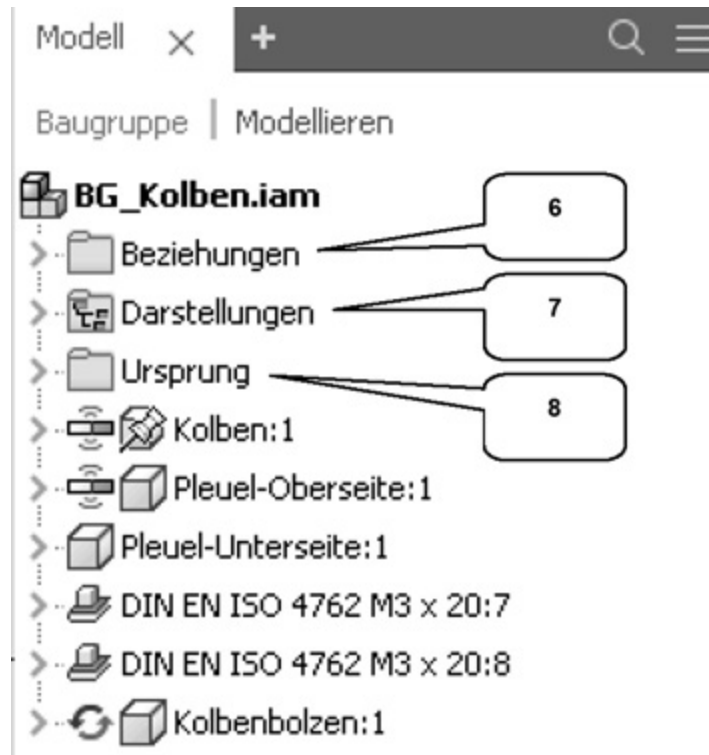 Modell × +
Baugruppe | Modellieren
BG_Kolben.iam
6
Beziehungen
7
Darstellungen
8
Ursprung
Kolben:1
Pleuel-Oberseite:1
Pleuel-Unterseite:1
DIN EN ISO 4762 M3 x 20:7
DIN EN ISO 4762 M3 x 20:8
Kolbenbolzen:1